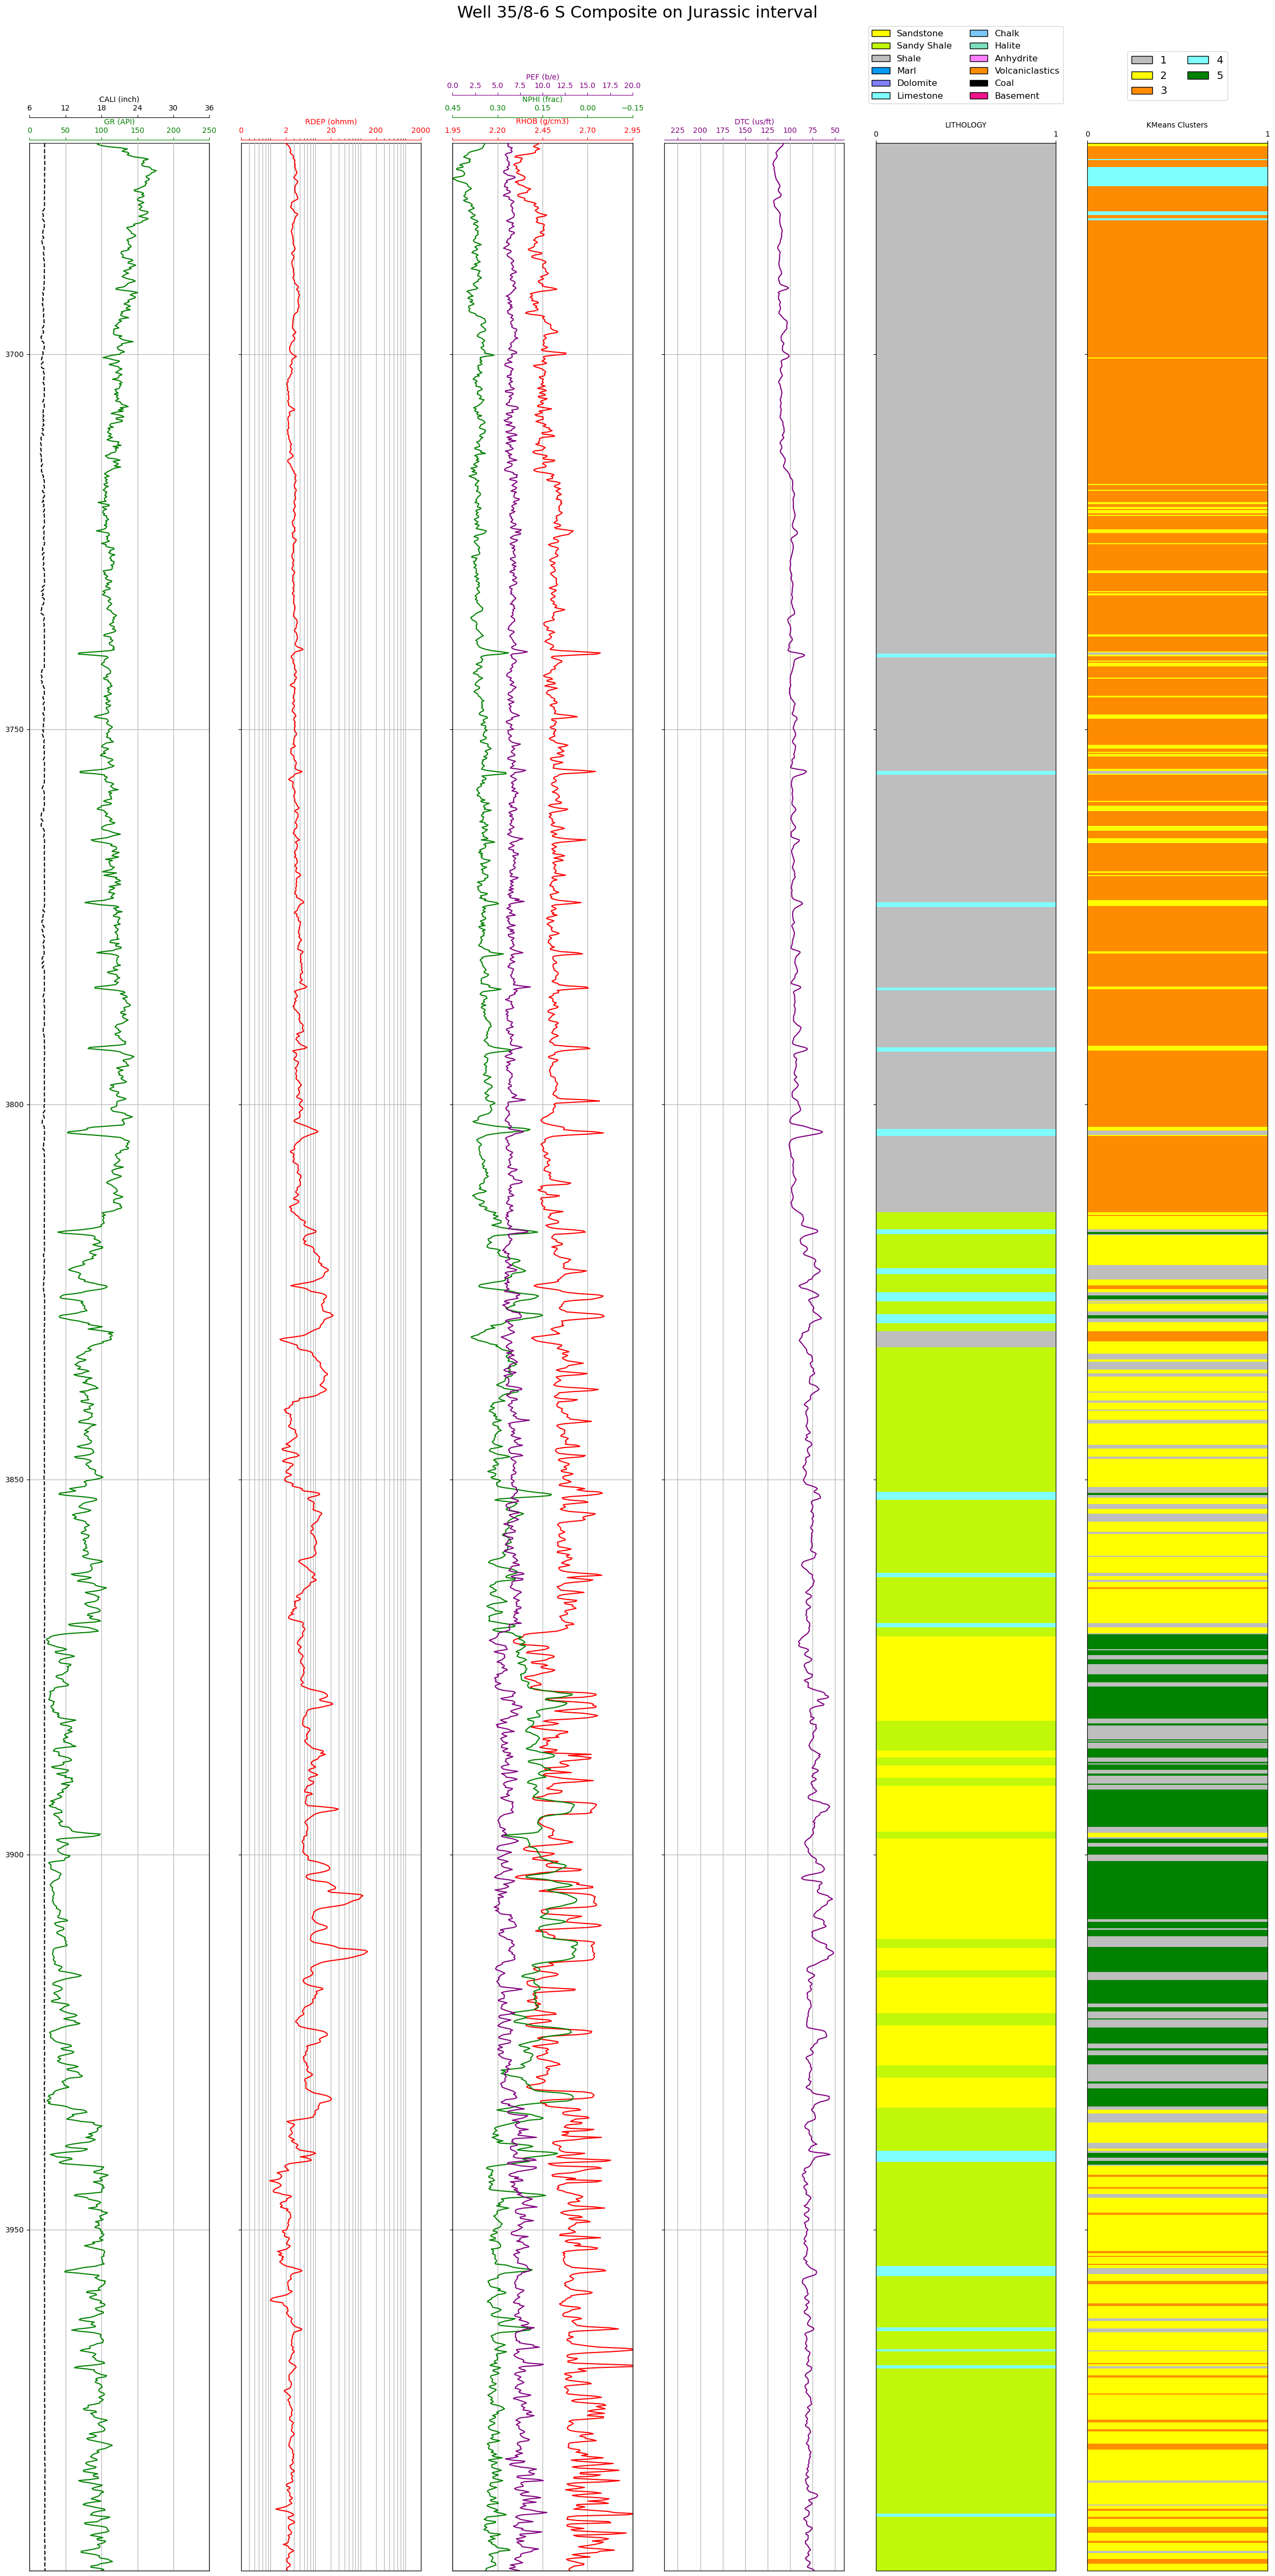 Well 35/8-6 S Composite on Jurassic interval
Sandstone
Sandy Shale
Shale
Marl
Dolomite
Limestone
Chalk
Halite
Anhydrite
Volcaniclastics
Coal
Basement
1
2
3
4
5
PEF (b/e)
0.0 2.5 5.0 7.5 10.0 12.5 15.0 17.5 20.0
CALI (inch)
6 12 18 24 30 36
NPHI (frac)
0.45 0.30 0.15 0.00 −0.15
GR (API)
0 50 100 150 200 250
RDEP (ohmm)
0 2 20 200 2000
RHOB (g/cm3)
1.95 2.20 2.45 2.70 2.95
DTC (us/ft)
225 200 175 150 125 100 75 50
LITHOLOGY
0 1
KMeans Clusters
0 1
3700
3750
3800
3850
3900
3950